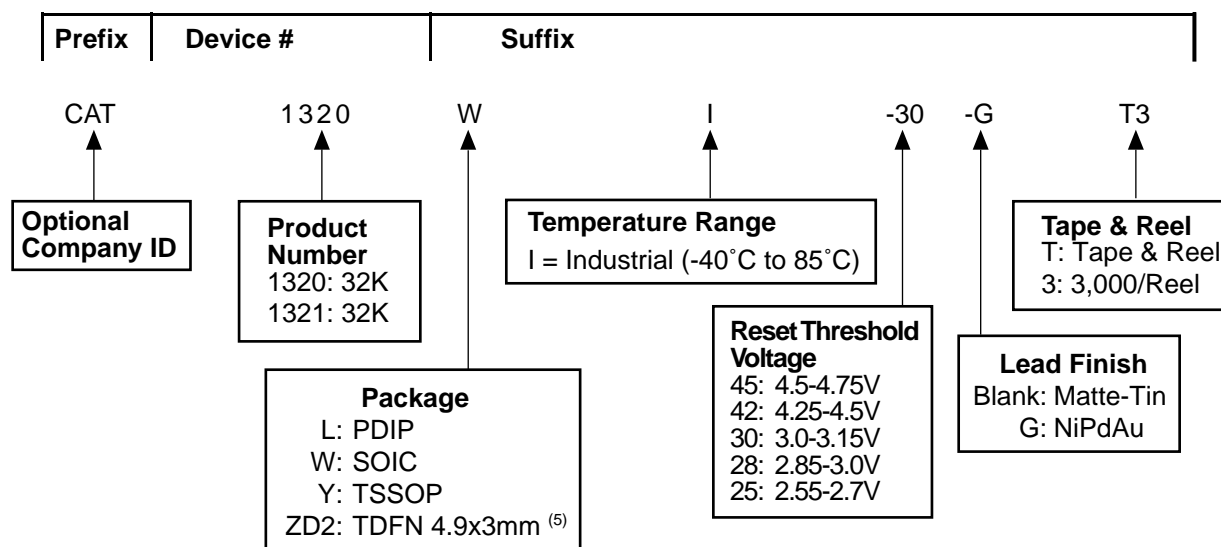 Prefix Device # Suffix
CAT 1320 W I -30 -G T3
Optional
Company ID
Product
Number
1320: 32K
1321: 32K
Package
L: PDIP
W: SOIC
Y: TSSOP
ZD2: TDFN 4.9x3mm (5)
Temperature Range
I = Industrial (-40˚C to 85˚C)
Reset Threshold
Voltage
45: 4.5-4.75V
42: 4.25-4.5V
30: 3.0-3.15V
28: 2.85-3.0V
25: 2.55-2.7V
Lead Finish
Blank: Matte-Tin
G: NiPdAu
Tape & Reel
T: Tape & Reel
3: 3,000/Reel